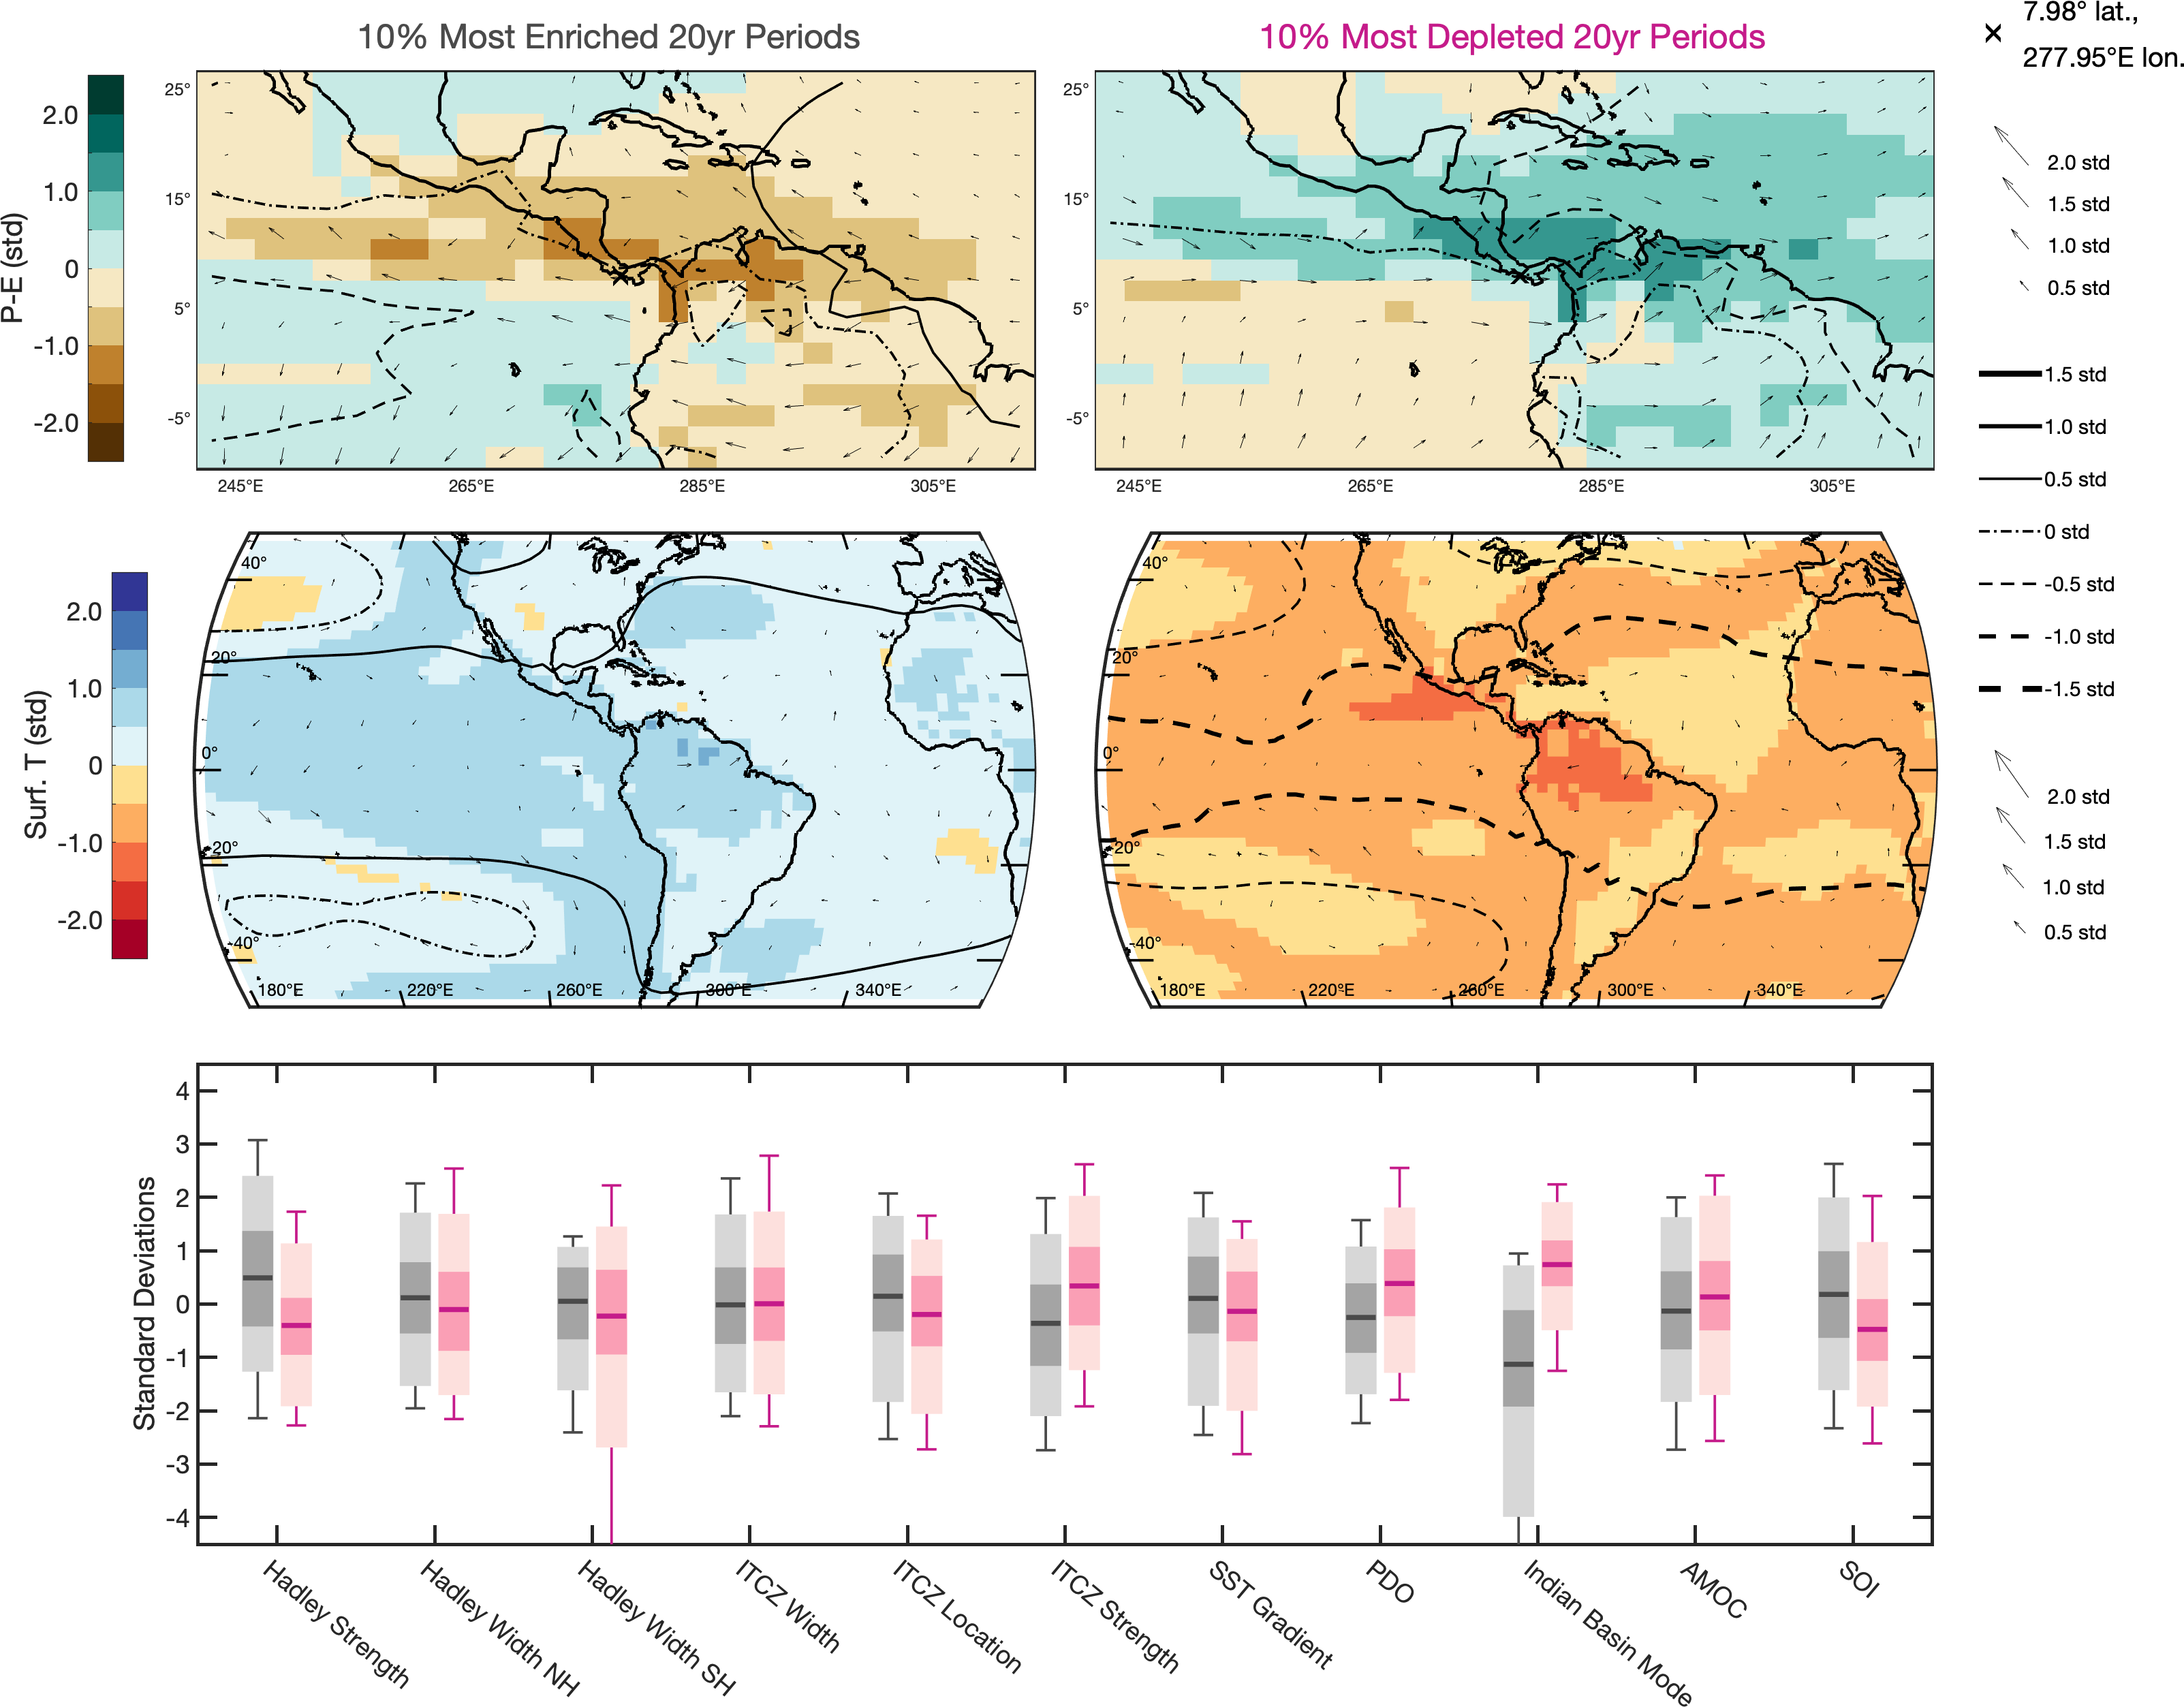 10% Most Enriched 20yr Periods
10% Most Depleted 20yr Periods
7.98° lat.,
277.95°E lon.
P-E (std)
2.0
1.0
0
-1.0
-2.0
25°
15°
5°
-5°
245°E
265°E
285°E
305°E
25°
15°
5°
-5°
245°E
265°E
285°E
305°E
2.0 std
1.5 std
1.0 std
0.5 std
1.5 std
1.0 std
0.5 std
0 std
-0.5 std
-1.0 std
-1.5 std
2.0 std
1.5 std
1.0 std
0.5 std
Surf. T (std)
2.0
1.0
0
-1.0
-2.0
40°
20°
0°
-20°
-40°
180°E
220°E
260°E
300°E
340°E
40°
20°
0°
-20°
-40°
180°E
220°E
260°E
300°E
340°E
Standard Deviations
4
3
2
1
0
-1
-2
-3
-4
Hadley Strength
Hadley Width NH
Hadley Width SH
ITCZ Width
ITCZ Location
ITCZ Strength
SST Gradient
PDO
Indian Basin Mode
AMOC
SOI